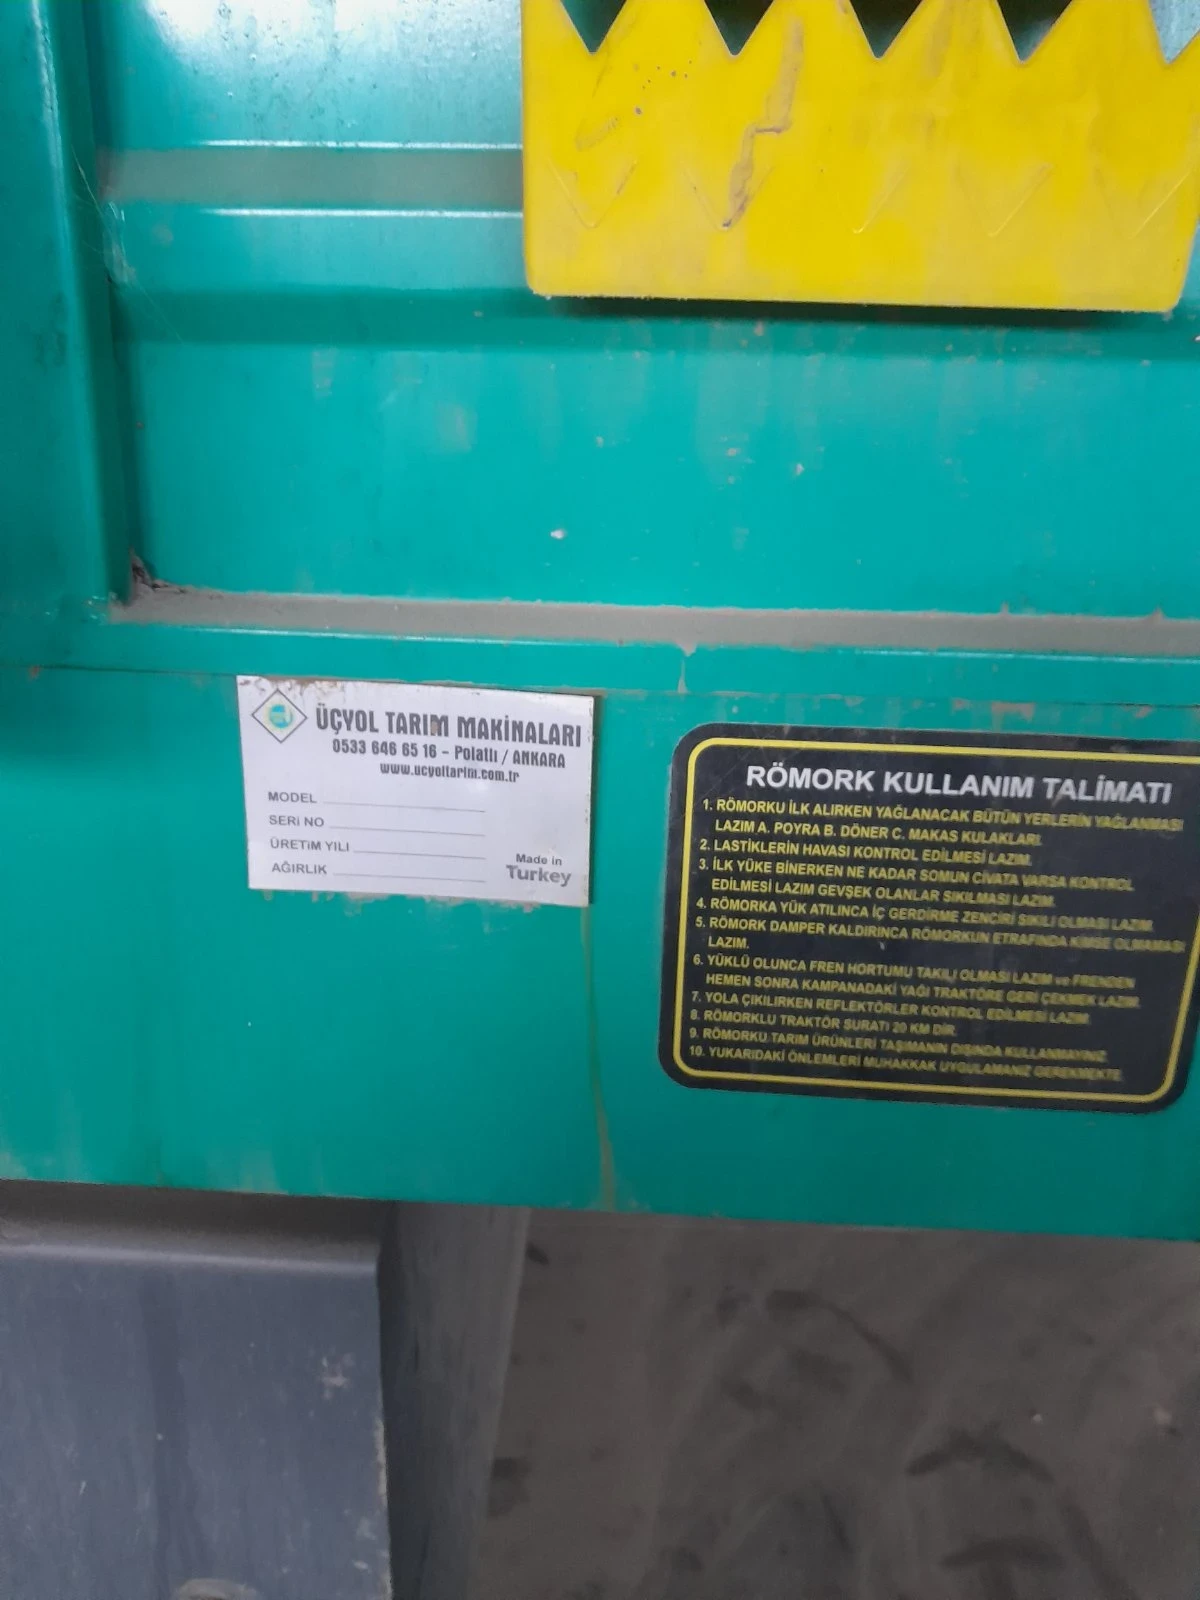 ÜÇYOL TARIM MAKİNALARI
0533 646 65 16 - Polatlı / ANKARA
www.ucyoltarim.com.tr
MODEL
SERİ NO
ÜRETİM YILI
AĞIRLIK
Made in
Turkey
RÖMORK KULLANIM TALİMATI
1. RÖMORKU İLK ALIRKEN YAĞLANACAK BÜTÜN YERLERİN YAĞLANMASI
LAZIM A. POYRA B. DÖNER C. MAKAS KULAKLARI.
2. LASTİKLERİN HAVASI KONTROL EDİLMESİ LAZIM.
3. İLK YÜKE BİNERKEN NE KADAR SOMUN CİVATA VARSA KONTROL
EDİLMESİ LAZIM GEVŞEK OLANLAR SIKILMASI LAZIM.
4. RÖMORKA YÜK ATILINCA İÇ GERDİRME ZENCİRİ SIKILI OLMASI LAZIM.
5. RÖMORK DAMPER KALDIRINCA RÖMORKUN ETRAFINDA KİMSE OLMAMASI
LAZIM.
6. YÜKLÜ OLUNCA FREN HORTUMU TAKILI OLMASI LAZIM ve FRENDEN
HEMEN SONRA KAMPANADAKİ YAĞI TRAKTÖRE GERİ ÇEKMEK LAZIM.
7. YOLA ÇIKILIRKEN REFLEKTÖRLER KONTROL EDİLMESİ LAZIM.
8. RÖMORKLU TRAKTÖR SURATI 20 KM DİR.
9. RÖMORKU TARIM ÜRÜNLERİ TAŞIMANIN DIŞINDA KULLANMAYINIZ.
10. YUKARIDAKİ ÖNLEMLERİ MUHAKKAK UYGULAMANIZ GEREKMEKTE.